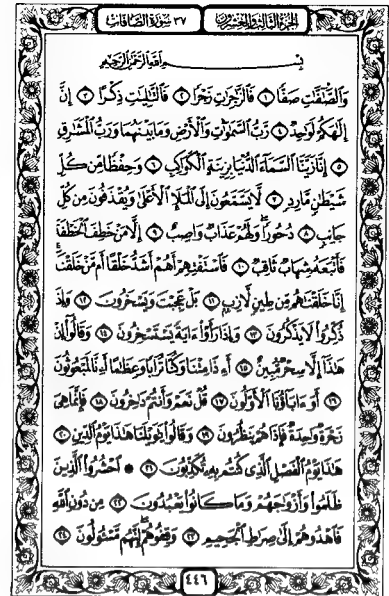 الجزء الثالث والعشرون ٣٧ سورة الصافات
بِسْمِ اللَّهِ الرَّحْمَٰنِ الرَّحِيمِ
وَالصَّٰٓفَّٰتِ صَفًّا ١ فَالزَّٰجِرَٰتِ زَجْرًا ٢ فَالتَّٰلِيَٰتِ ذِكْرًا ٣ إِنَّ
إِلَٰهَكُمْ لَوَٰحِدٌ ٤ رَّبُّ السَّمَٰوَٰتِ وَالْأَرْضِ وَمَا بَيْنَهُمَا وَرَبُّ الْمَشَٰرِقِ
٥ إِنَّا زَيَّنَّا السَّمَآءَ الدُّنْيَا بِزِينَةٍ الْكَوَاكِبِ ٦ وَحِفْظًا مِّن كُلِّ
شَيْطَٰنٍ مَّارِدٍ ٧ لَّا يَسَّمَّعُونَ إِلَى الْمَلَإِ الْأَعْلَىٰ وَيُقْذَفُونَ مِن كُلِّ
جَانِبٍ ٨ دُحُورًا وَلَهُمْ عَذَابٌ وَاصِبٌ ٩ إِلَّا مَنْ خَطِفَ الْخَطْفَةَ
فَأَتْبَعَهُۥ شِهَابٌ ثَاقِبٌ ١٠ فَاسْتَفْتِهِمْ أَهُمْ أَشَدُّ خَلْقًا أَم مَّنْ خَلَقْنَآ
إِنَّا خَلَقْنَٰهُم مِّن طِينٍ لَّازِبٍ ١١ بَلْ عَجِبْتَ وَيَسْخَرُونَ ١٢ وَإِذَا
ذُكِّرُوا۟ لَا يَذْكُرُونَ ١٣ وَإِذَا رَأَوْا۟ ءَايَةً يَسْتَسْخِرُونَ ١٤ وَقَالُوٓا۟ إِنْ
هَٰذَآ إِلَّا سِحْرٌ مُّبِينٌ ١٥ أَءِذَا مِتْنَا وَكُنَّا تُرَابًا وَعِظَٰمًا أَءِنَّا لَمَبْعُوثُونَ
١٦ أَوَءَابَآؤُنَا الْأَوَّلُونَ ١٧ قُلْ نَعَمْ وَأَنتُمْ دَٰخِرُونَ ١٨ فَإِنَّمَا هِىَ
زَجْرَةٌ وَٰحِدَةٌ فَإِذَا هُمْ يَنظُرُونَ ١٩ وَقَالُوا۟ يَٰوَيْلَنَا هَٰذَا يَوْمُ الدِّينِ ٢٠
هَٰذَا يَوْمُ الْفَصْلِ الَّذِى كُنتُم بِهِۦ تُكَذِّبُونَ ٢١ ۞ احْشُرُوا۟ الَّذِينَ
ظَلَمُوا۟ وَأَزْوَٰجَهُمْ وَمَا كَانُوا۟ يَعْبُدُونَ ٢٢ مِن دُونِ اللَّهِ
فَاهْدُوهُمْ إِلَىٰ صِرَٰطِ الْجَحِيمِ ٢٣ وَقِفُوهُمْ إِنَّهُم مَّسْـُٔولُونَ ٢٤
٤٤٦